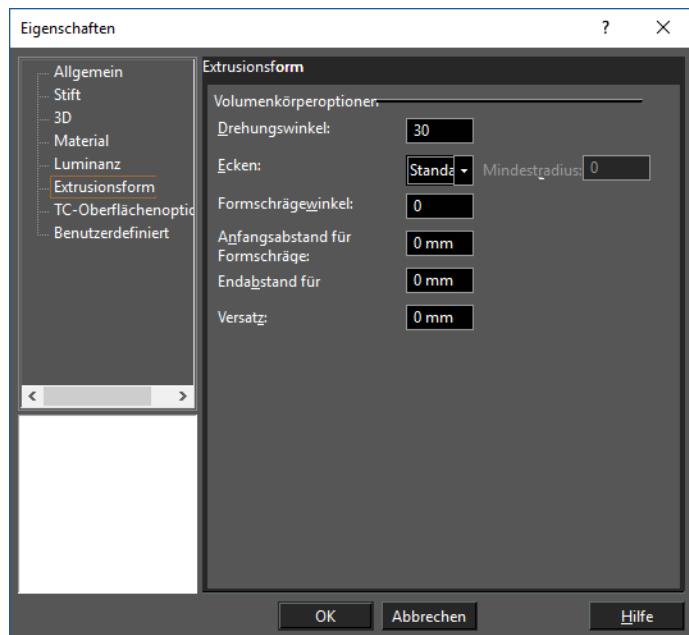 Eigenschaften ? ×
Allgemein
Stift
3D
Material
Luminanz
Extrusionsform
TC-Oberflächenoptio
Benutzerdefiniert
Extrusionsform
Volumenkörperoptionen
Drehungswinkel: 30
Ecken: Standa Mindestradius: 0
Formschrägewinkel: 0
Anfangsabstand für 0 mm
Formschräge:
Endabstand für 0 mm
Versatz: 0 mm
OK Abbrechen Hilfe